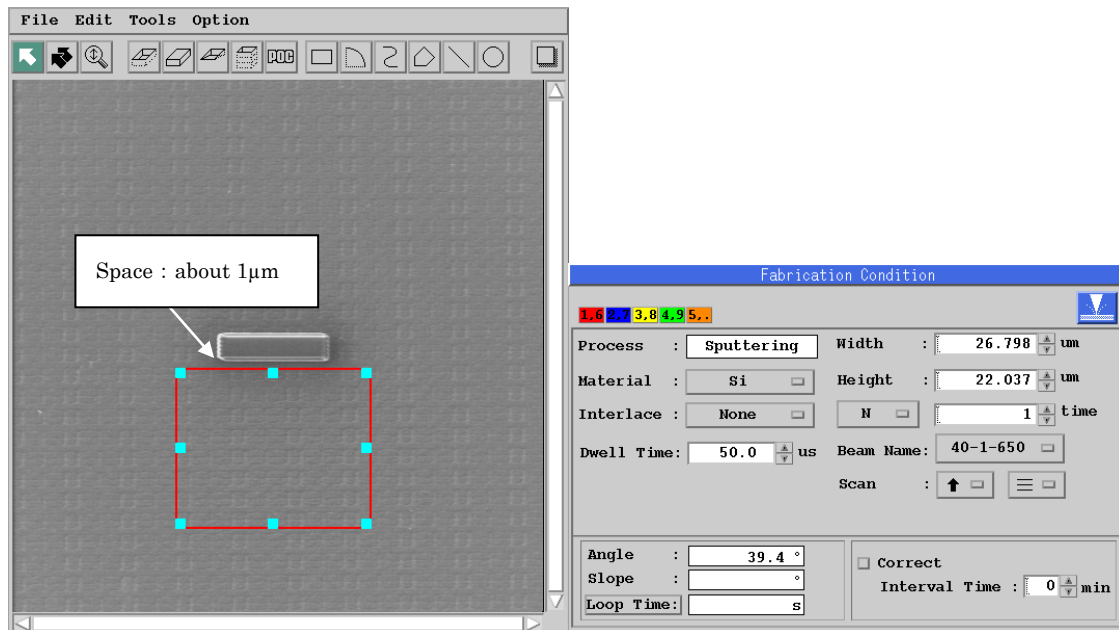 File Edit Tools Option
DOC
Space : about 1µm
Fabrication Condition
1,6 2.7 3,8 4,9 5,.
Process : Sputtering Width : 26.798 um
Material : Si Height : 22.037 um
Interlace : None N 1 time
Dwell Time: 50.0 us Beam Name: 40-1-650
Scan :
Angle : 39.4 °
Slope : °
Loop Time: s
Correct
Interval Time : 0 min